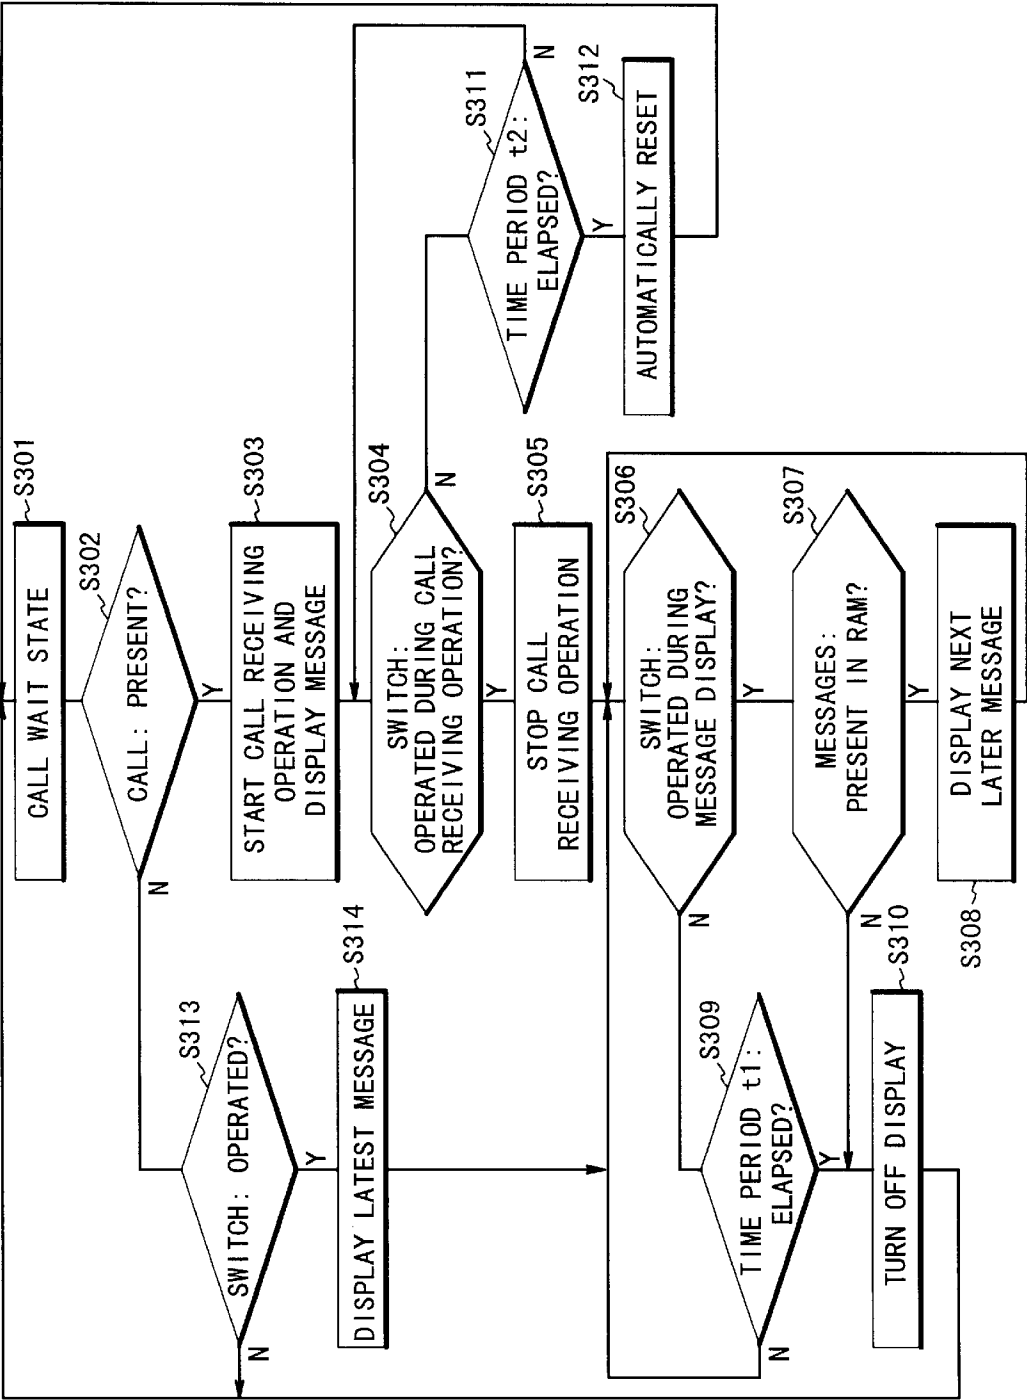 S301
CALL WAIT STATE
S302
CALL: PRESENT?
N
Y
S303
START CALL RECEIVING
OPERATION AND
DISPLAY MESSAGE
S304
SWITCH:
OPERATED DURING CALL
RECEIVING OPERATION?
N
Y
S305
STOP CALL
RECEIVING OPERATION
S306
SWITCH:
OPERATED DURING
MESSAGE DISPLAY?
N
Y
S307
MESSAGES:
PRESENT IN RAM?
N
Y
S308
DISPLAY NEXT
LATER MESSAGE
S309
TIME PERIOD t1:
ELAPSED?
N
Y
S310
TURN OFF DISPLAY
S311
TIME PERIOD t2:
ELAPSED?
N
Y
S312
AUTOMATICALLY RESET
S313
SWITCH: OPERATED?
N
Y
S314
DISPLAY LATEST MESSAGE